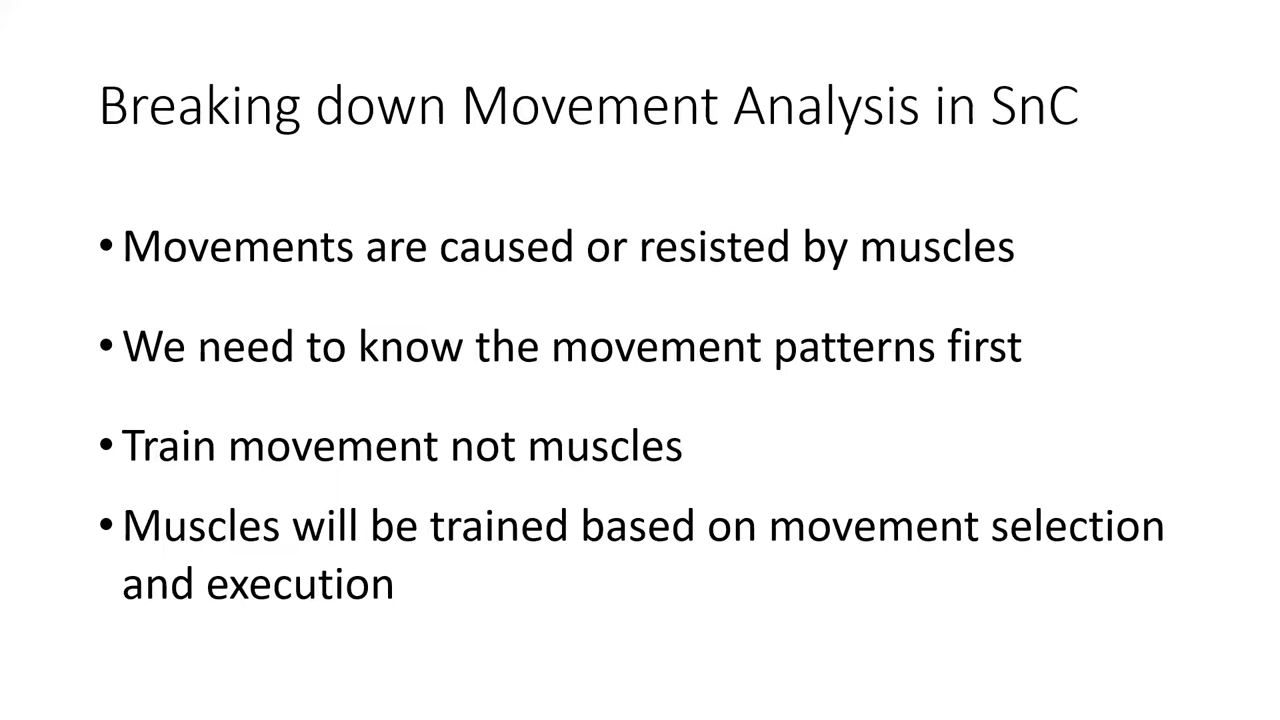 Breaking down Movement Analysis in SnC
• Movements are caused or resisted by muscles
• We need to know the movement patterns first
• Train movement not muscles
• Muscles will be trained based on movement selection
and execution